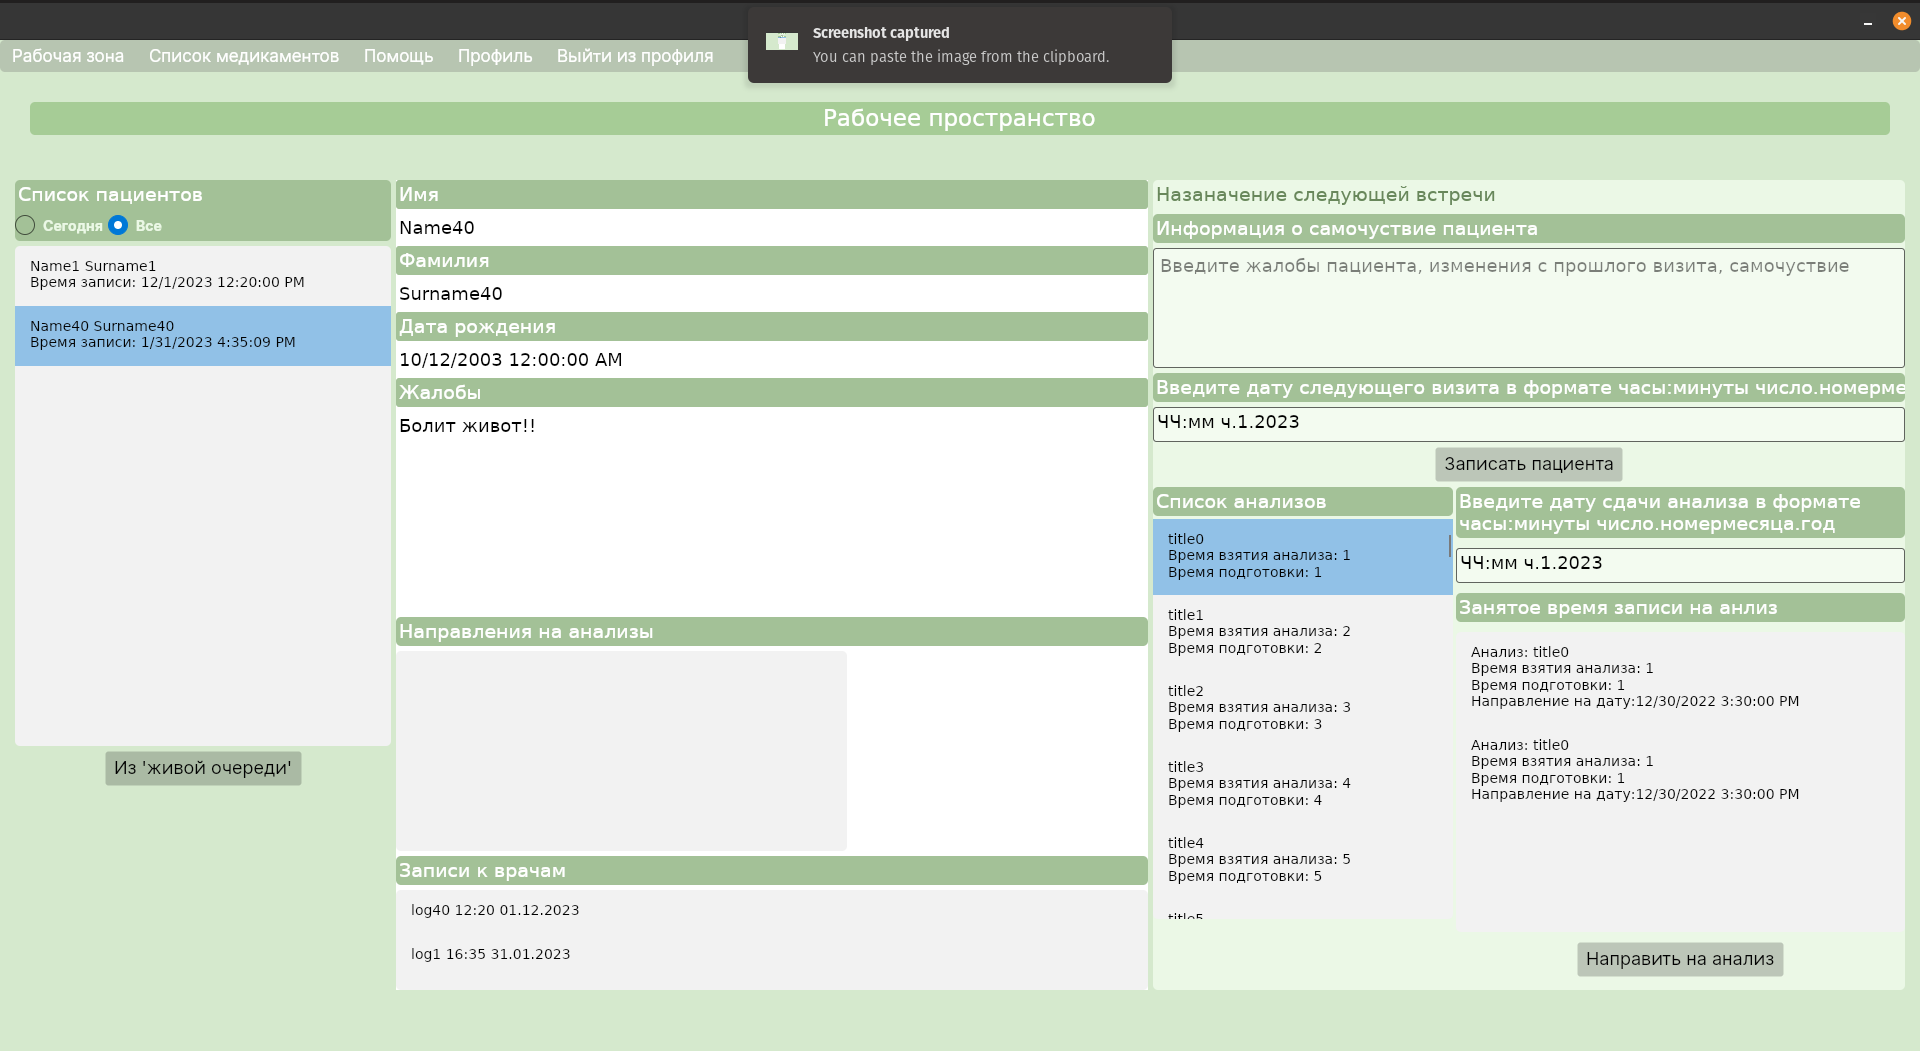 Screenshot captured
You can paste the image from the clipboard.
Рабочая зона Список медикаментов Помощь Профиль Выйти из профиля
Рабочее пространство
Список пациентов
Сегодня Все
Name1 Surname1
Время записи: 12/1/2023 12:20:00 PM
Name40 Surname40
Время записи: 1/31/2023 4:35:09 PM
Из 'живой очереди'
Имя
Name40
Фамилия
Surname40
Дата рождения
10/12/2003 12:00:00 AM
Жалобы
Болит живот!!
Направления на анализы
Записи к врачам
log40 12:20 01.12.2023
log1 16:35 31.01.2023
Назаначение следующей встречи
Информация о самочуствие пациента
Введите жалобы пациента, изменения с прошлого визита, самочуствие
Введите дату следующего визита в формате часы:минуты число.номерме
ЧЧ:мм ч.1.2023
Записать пациента
Список анализов
title0
Время взятия анализа: 1
Время подготовки: 1
title1
Время взятия анализа: 2
Время подготовки: 2
title2
Время взятия анализа: 3
Время подготовки: 3
title3
Время взятия анализа: 4
Время подготовки: 4
title4
Время взятия анализа: 5
Время подготовки: 5
title5
Введите дату сдачи анализа в формате
часы:минуты число.номермесяца.год
ЧЧ:мм ч.1.2023
Занятое время записи на анлиз
Анализ: title0
Время взятия анализа: 1
Время подготовки: 1
Направление на дату:12/30/2022 3:30:00 PM
Анализ: title0
Время взятия анализа: 1
Время подготовки: 1
Направление на дату:12/30/2022 3:30:00 PM
Направить на анализ